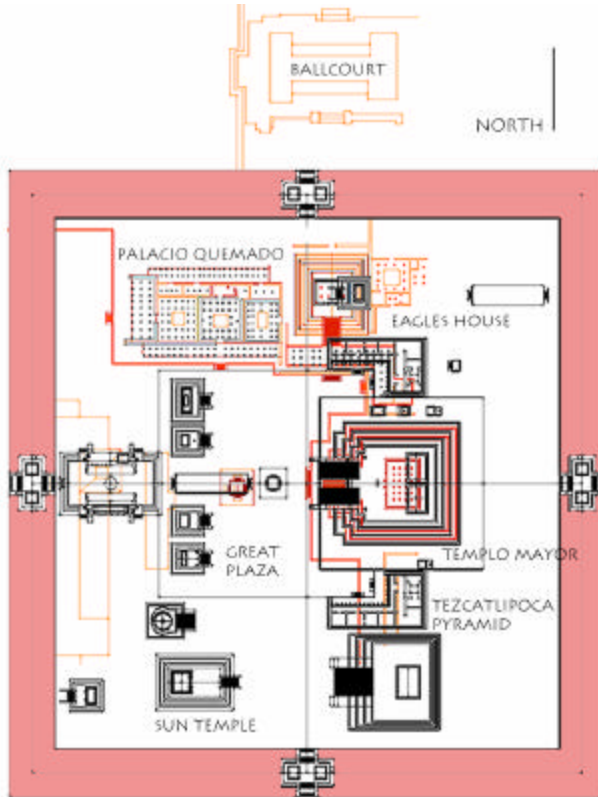 BALLCOURT
NORTH
PALACIO QUEMADO
EAGLES HOUSE
GREAT
PLAZA
TEMPLO MAYOR
TEZCATLIPOCA
PYRAMID
SUN TEMPLE